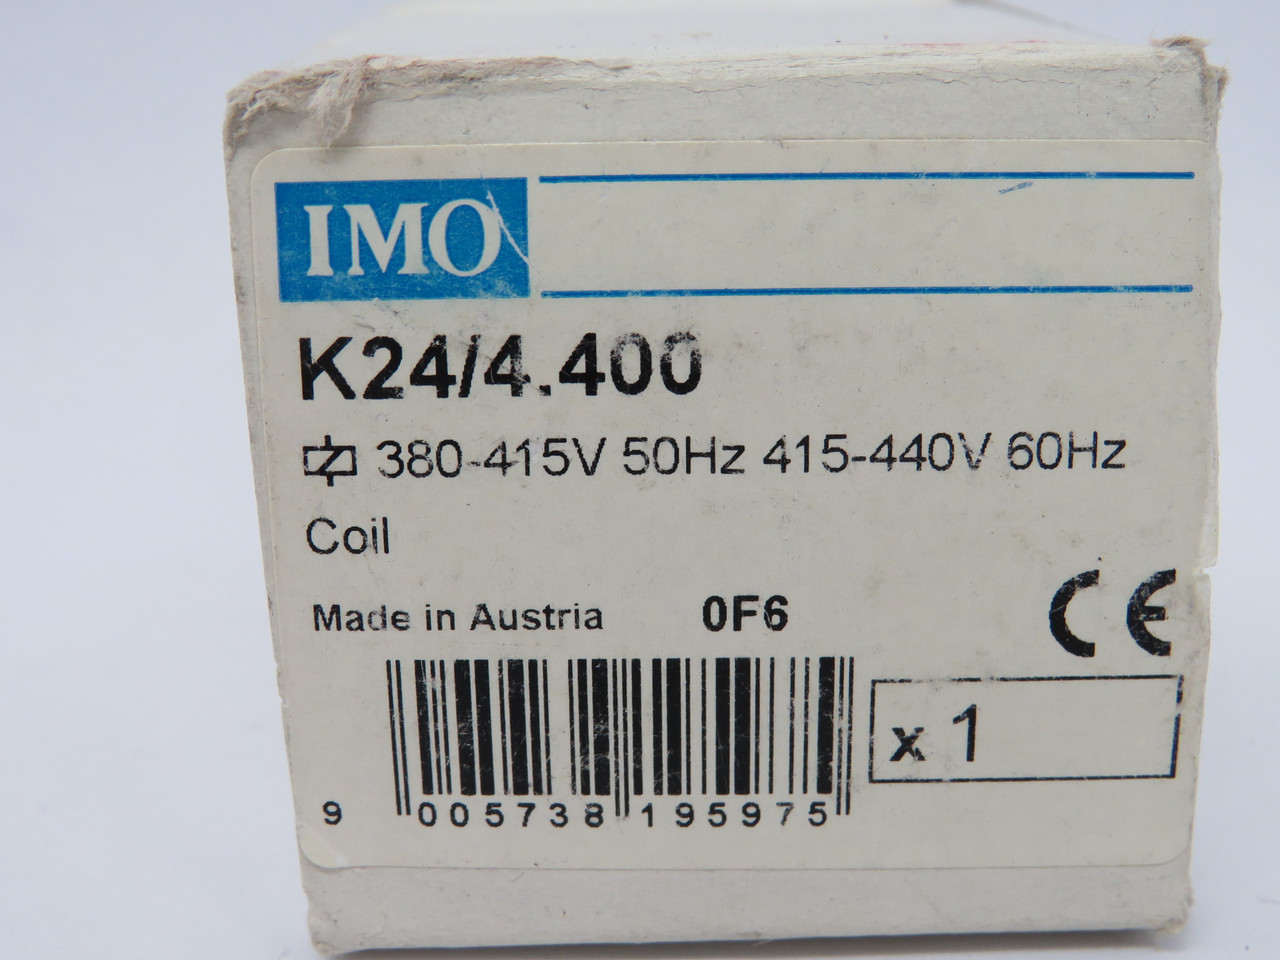 IMO
K24/4.400
380-415V 50Hz 415-440V 60Hz
Coil
Made in Austria 0F6 CE
x 1
9 005738 195975